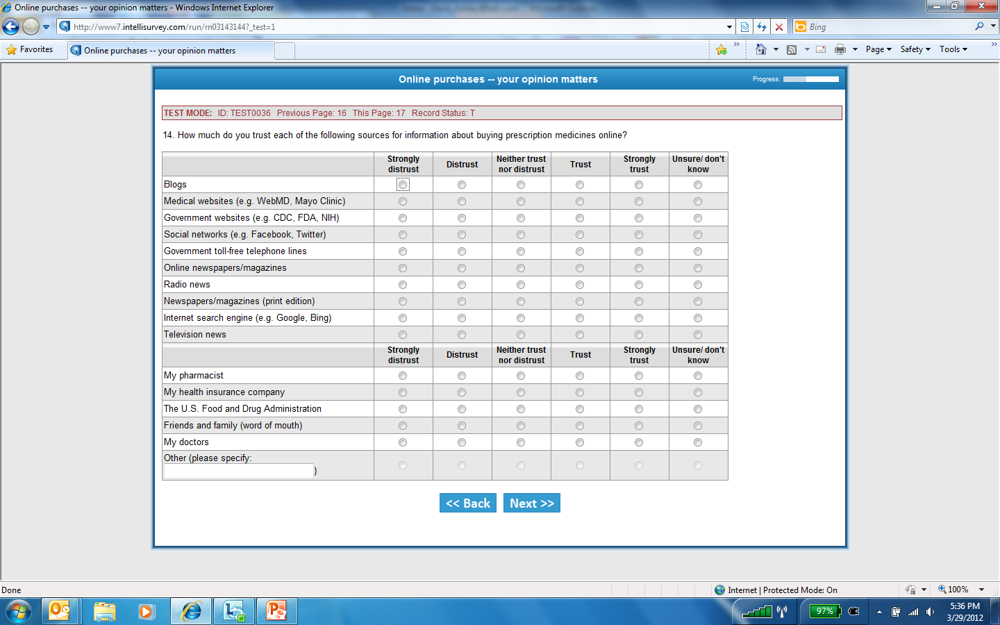 Online purchases -- your opinion matters - Windows Internet Explorer
http://www7.intellisurvey.com/run/rn03143144?_test=1
Bing
Favorites
Online purchases -- your opinion matters
Page
Safety
Tools
Online purchases -- your opinion matters
Progress:
TEST MODE: ID: TEST0036 Previous Page: 16 This Page: 17 Record Status: T
14. How much do you trust each of the following sources for information about buying prescription medicines online?
Strongly distrust Distrust Neither trust nor distrust Trust Strongly trust Unsure/ don't know
Blogs
Medical websites (e.g. WebMD, Mayo Clinic)
Government websites (e.g. CDC, FDA, NIH)
Social networks (e.g. Facebook, Twitter)
Government toll-free telephone lines
Online newspapers/magazines
Radio news
Newspapers/magazines (print edition)
Internet search engine (e.g. Google, Bing)
Television news
Strongly distrust Distrust Neither trust nor distrust Trust Strongly trust Unsure/ don't know
My pharmacist
My health insurance company
The U.S. Food and Drug Administration
Friends and family (word of mouth)
My doctors
Other (please specify:
)
<< Back Next >>
Done
Internet | Protected Mode: On
100%
97%
5:36 PM
3/29/2012